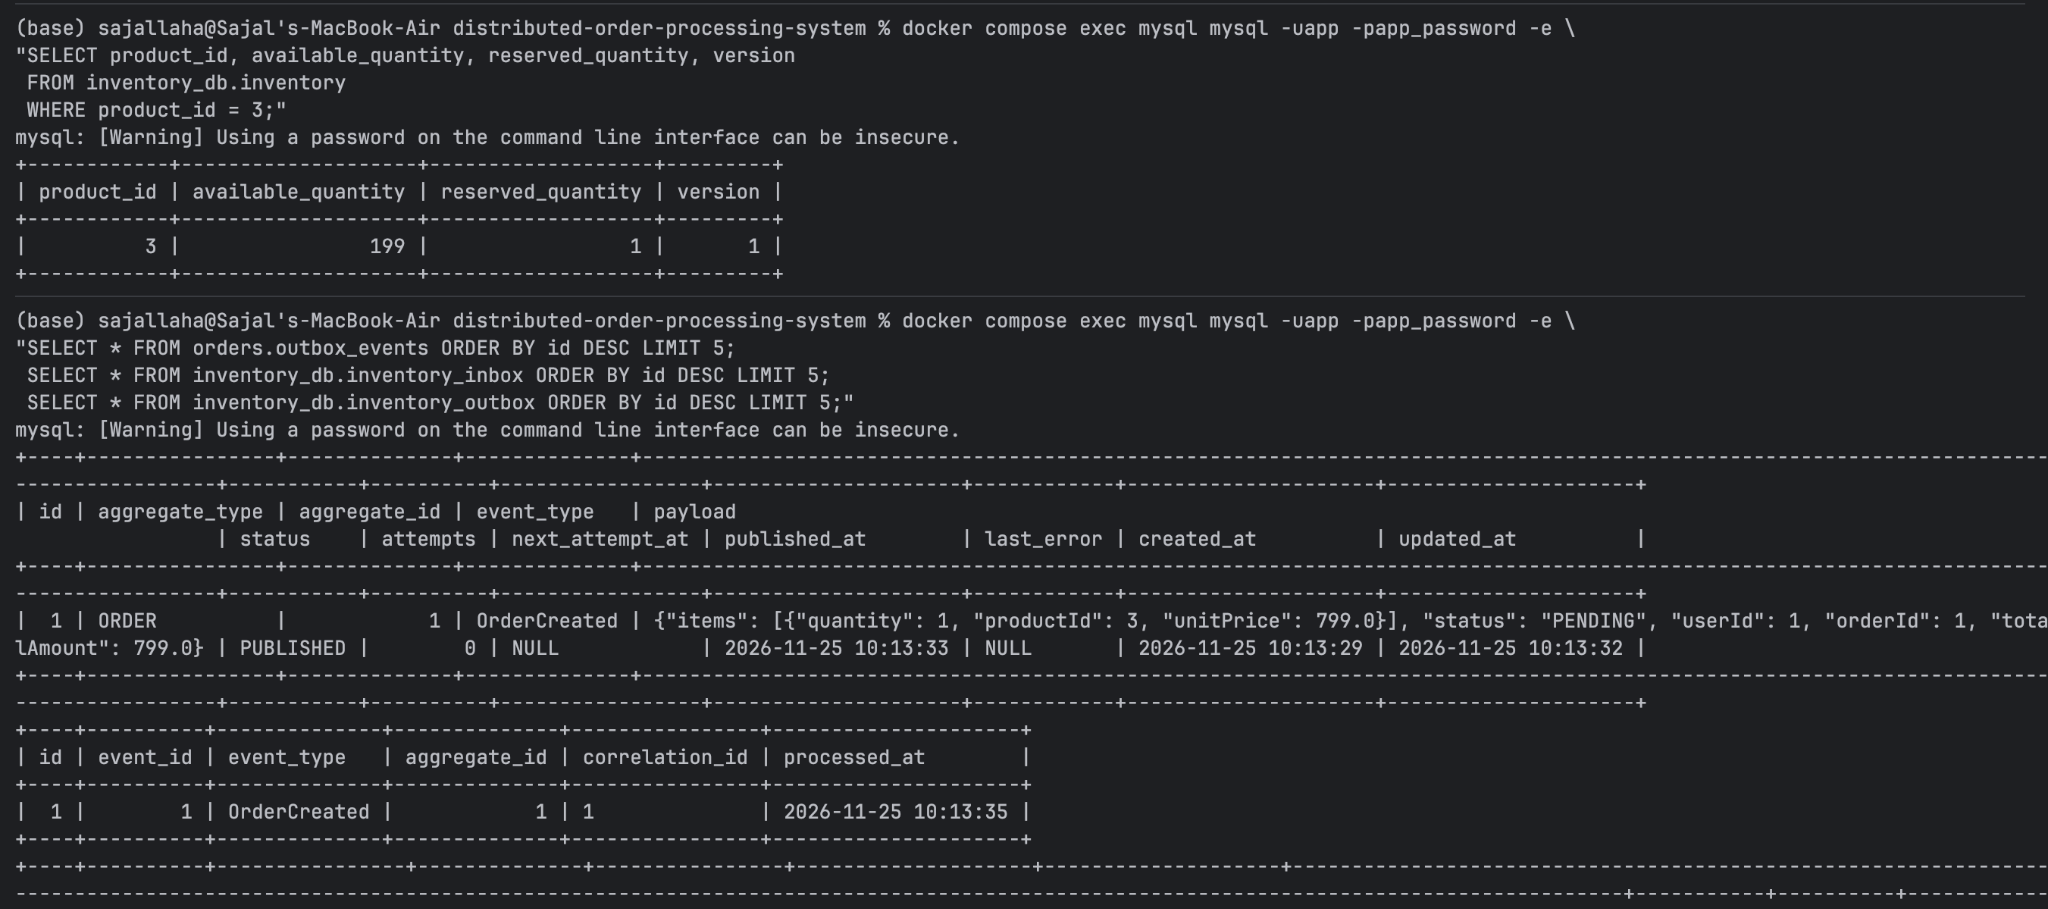 (base) sajallaha@Sajal's-MacBook-Air distributed-order-processing-system % docker compose exec mysql mysql -uapp -papp_password -e \
"SELECT product_id, available_quantity, reserved_quantity, version
 FROM inventory_db.inventory
 WHERE product_id = 3;"
mysql: [Warning] Using a password on the command line interface can be insecure.
+------------+--------------------+-------------------+---------+
| product_id | available_quantity | reserved_quantity | version |
+------------+--------------------+-------------------+---------+
|          3 |                199 |                 1 |       1 |
+------------+--------------------+-------------------+---------+
(base) sajallaha@Sajal's-MacBook-Air distributed-order-processing-system % docker compose exec mysql mysql -uapp -papp_password -e \
"SELECT * FROM orders.outbox_events ORDER BY id DESC LIMIT 5;
 SELECT * FROM inventory_db.inventory_inbox ORDER BY id DESC LIMIT 5;
 SELECT * FROM inventory_db.inventory_outbox ORDER BY id DESC LIMIT 5;"
mysql: [Warning] Using a password on the command line interface can be insecure.
+----+----------------+--------------+--------------+-----------------------------------------------------------------------------------------------------------------------
-----------------+-----------+----------+-----------------+---------------------+------------+---------------------+---------------------+
| id | aggregate_type | aggregate_id | event_type   | payload
                 | status    | attempts | next_attempt_at | published_at        | last_error | created_at          | updated_at          |
+----+----------------+--------------+--------------+-----------------------------------------------------------------------------------------------------------------------
-----------------+-----------+----------+-----------------+---------------------+------------+---------------------+---------------------+
|  1 | ORDER          |            1 | OrderCreated | {"items": [{"quantity": 1, "productId": 3, "unitPrice": 799.0}], "status": "PENDING", "userId": 1, "orderId": 1, "tota
lAmount": 799.0} | PUBLISHED |        0 | NULL            | 2026-11-25 10:13:33 | NULL       | 2026-11-25 10:13:29 | 2026-11-25 10:13:32 |
+----+----------------+--------------+--------------+-----------------------------------------------------------------------------------------------------------------------
-----------------+-----------+----------+-----------------+---------------------+------------+---------------------+---------------------+
+----+----------+--------------+--------------+----------------+---------------------+
| id | event_id | event_type   | aggregate_id | correlation_id | processed_at        |
+----+----------+--------------+--------------+----------------+---------------------+
|  1 |        1 | OrderCreated |            1 | 1              | 2026-11-25 10:13:35 |
+----+----------+--------------+--------------+----------------+---------------------+
+----+----------+----------------+--------------+----------------+--------------------+--------------------+----------------------------------------------------------------
----------------------------------------------------------------------------------------------------------------------------------------+-----------+----------+------------